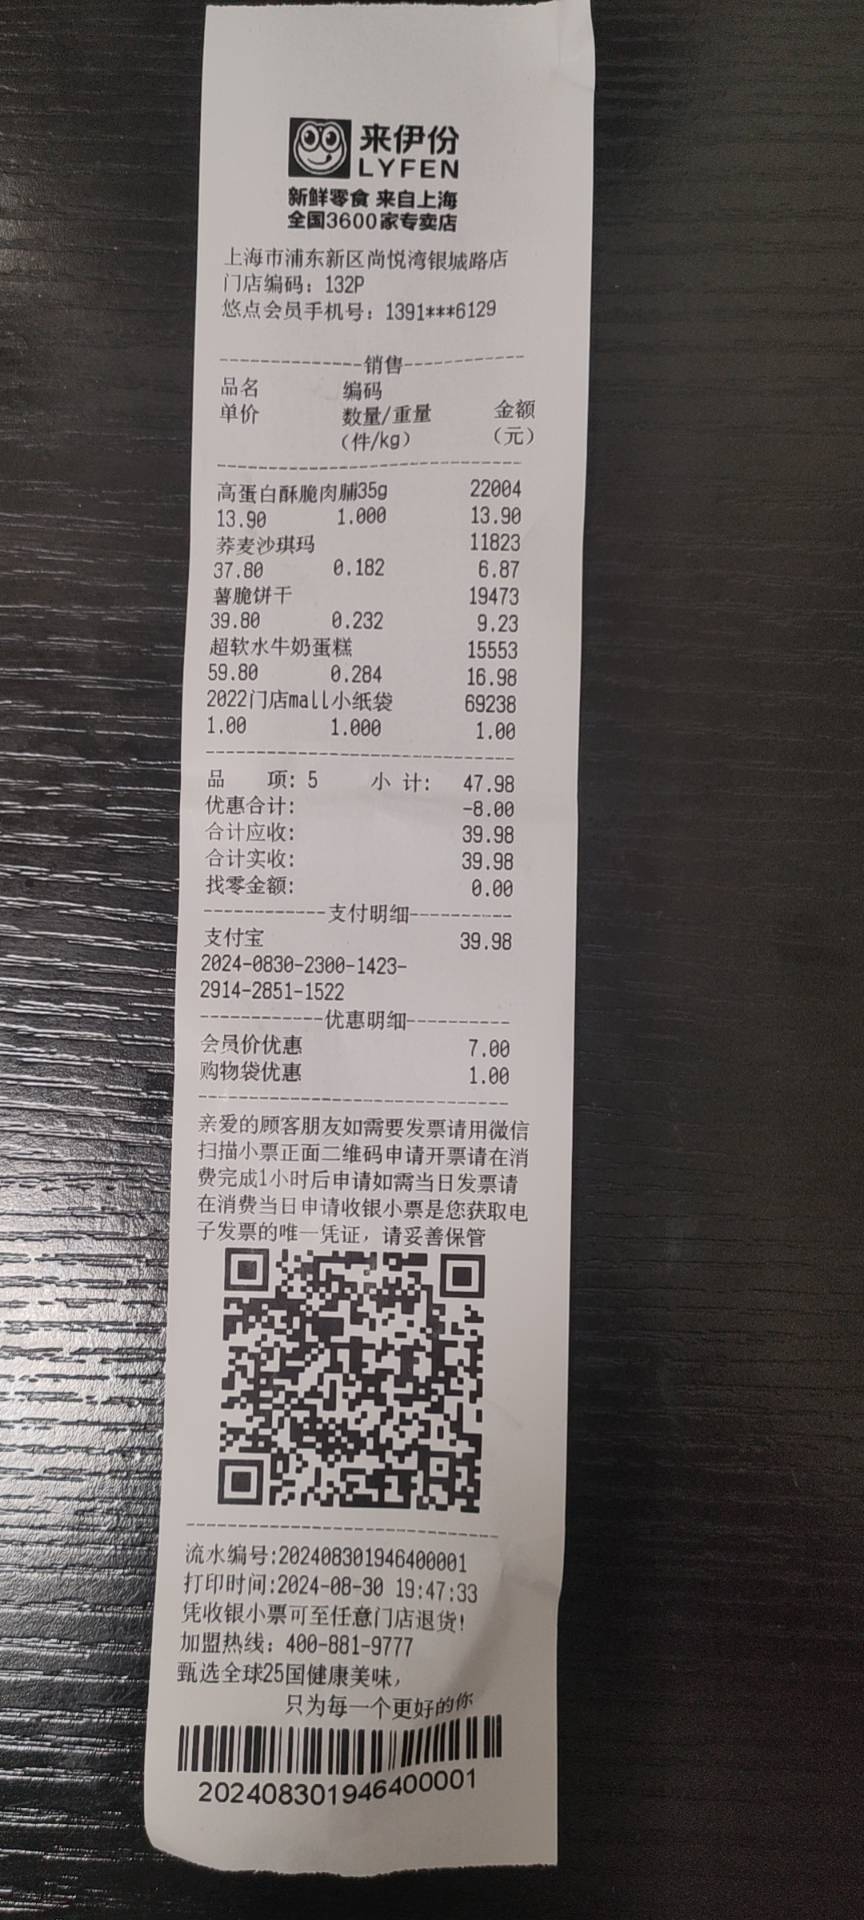 来伊份
LYFEN
新鲜零食 来自上海
全国3600家专卖店
上海市浦东新区尚悦湾银城路店
门店编码：132P
悠点会员手机号：1391***6129
--------------销售------------
品名 编码
单价 数量/重量 金额
（件/kg） （元）
高蛋白酥脆肉脯35g 22004
13.90 1.000 13.90
荞麦沙琪玛 11823
37.80 0.182 6.87
薯脆饼干 19473
39.80 0.232 9.23
超软水牛奶蛋糕 15553
59.80 0.284 16.98
2022门店mall小纸袋 69238
1.00 1.000 1.00
品 项: 5 小 计: 47.98
优惠合计: -8.00
合计应收: 39.98
合计实收: 39.98
找零金额: 0.00
------------支付明细----------
支付宝 39.98
2024-0830-2300-1423-
2914-2851-1522
------------优惠明细----------
会员价优惠 7.00
购物袋优惠 1.00
亲爱的顾客朋友如需要发票请用微信
扫描小票正面二维码申请开票请在消
费完成1小时后申请如需当日发票请
在消费当日申请收银小票是您获取电
子发票的唯一凭证，请妥善保管
流水编号:202408301946400001
打印时间:2024-08-30 19:47:33
凭收银小票可至任意门店退货!
加盟热线：400-881-9777
甄选全球25国健康美味，
只为每一个更好的你
202408301946400001